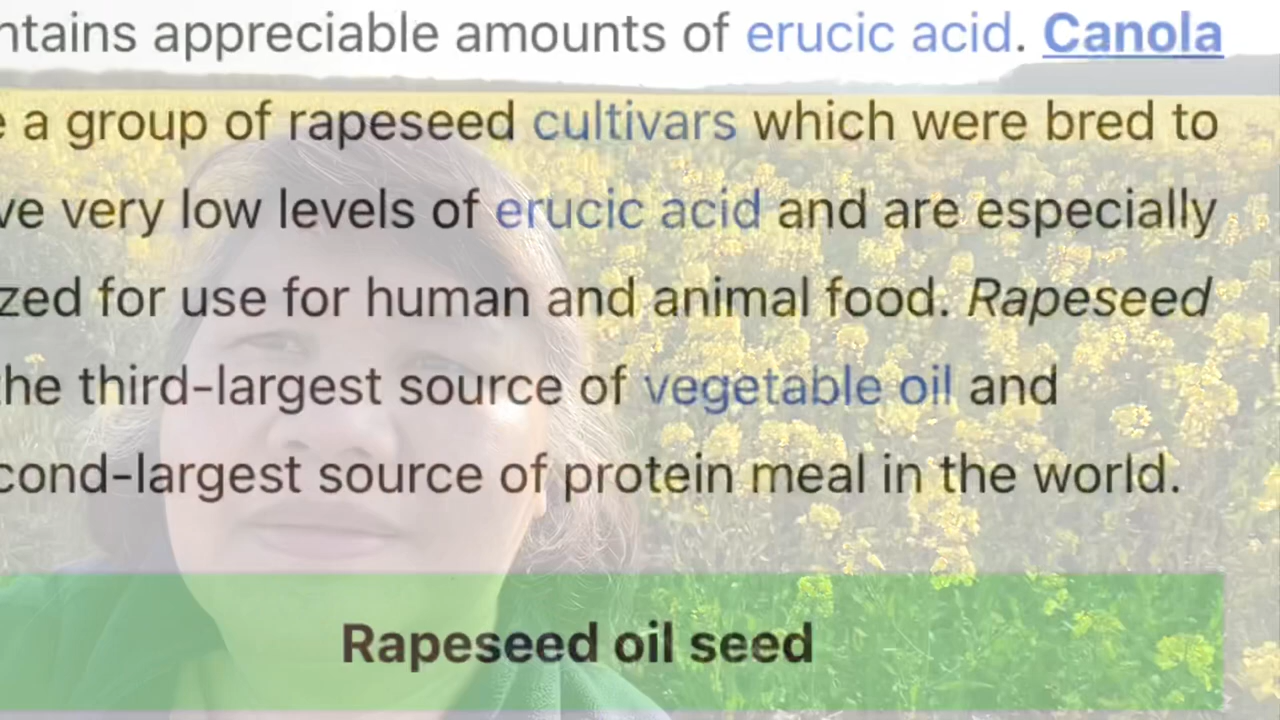 ntains appreciable amounts of erucic acid. Canola
a group of rapeseed cultivars which were bred to
ve very low levels of erucic acid and are especially
zed for use for human and animal food. Rapeseed
the third-largest source of vegetable oil and
cond-largest source of protein meal in the world.
Rapeseed oil seed